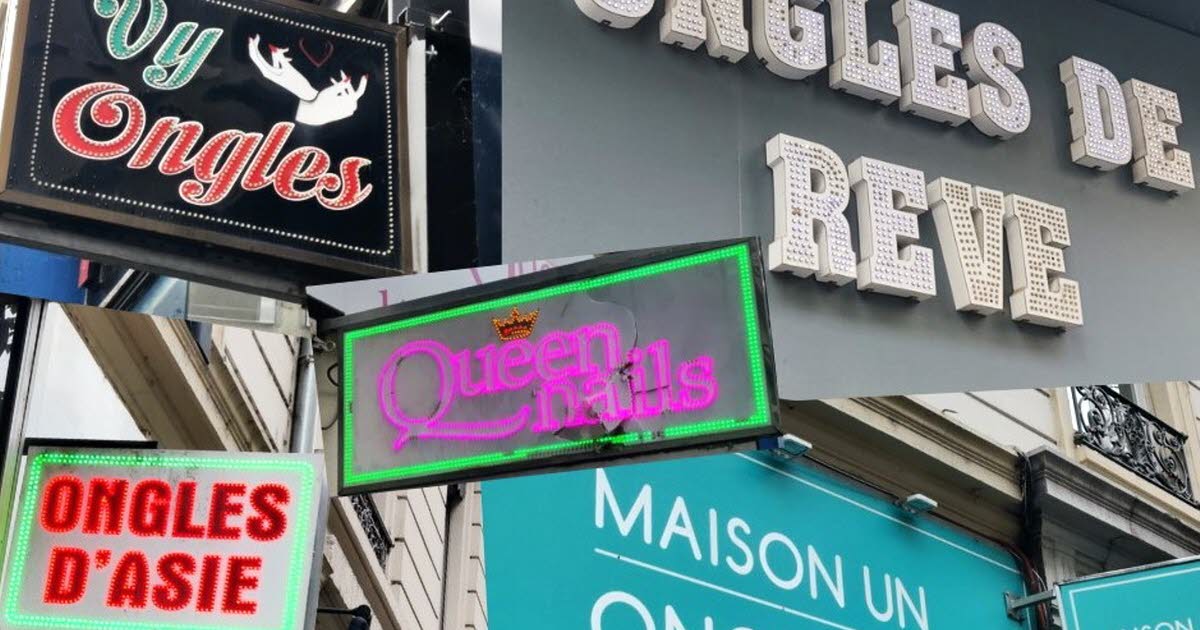 Vy
Ongles
ONGLES DE
REVE
Queen
nails
ONGLES
D'ASIE
MAISON UN